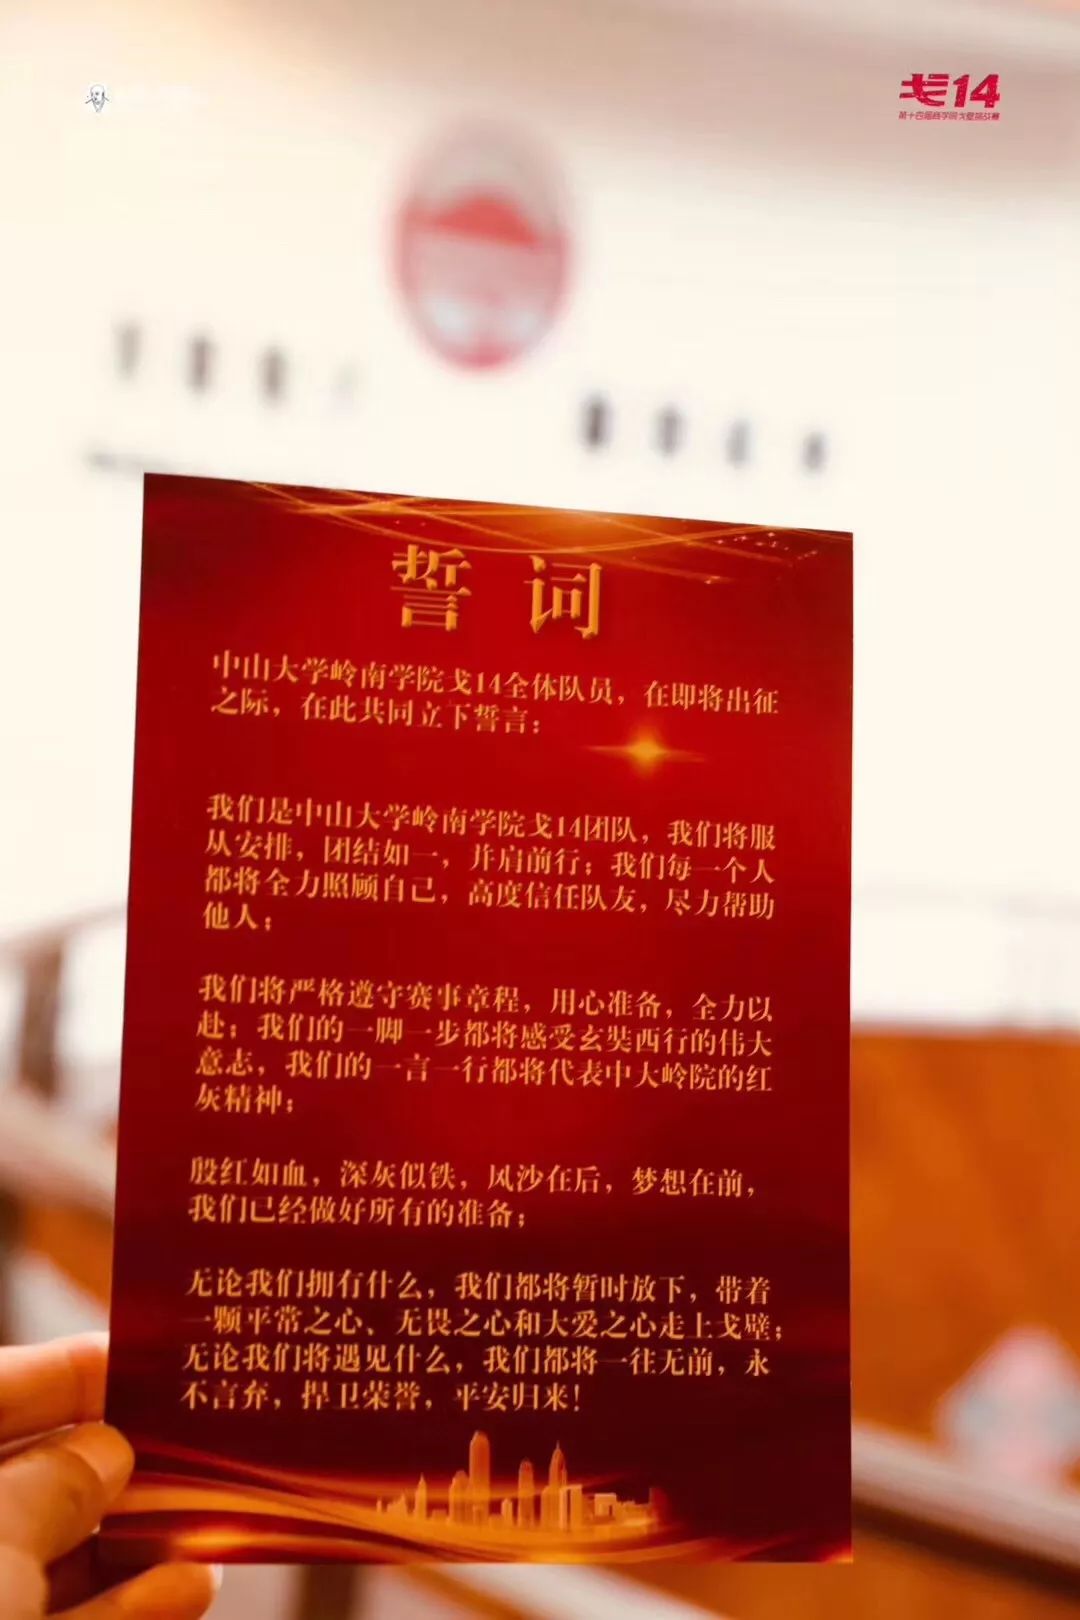 戈14
第十四届商学院戈壁挑战赛
誓词
中山大学岭南学院戈14全体队员，在即将出征
之际，在此共同立下誓言：
我们是中山大学岭南学院戈14团队，我们将服
从安排，团结如一，并肩前行；我们每一个人
都将全力照顾自己，高度信任队友，尽力帮助
他人；
我们将严格遵守赛事章程，用心准备，全力以
赴；我们的一脚一步都将感受玄奘西行的伟大
意志，我们的一言一行都将代表中大岭院的红
灰精神；
殷红如血，深灰似铁，风沙在后，梦想在前，
我们已经做好所有的准备；
无论我们拥有什么，我们都将暂时放下，带着
一颗平常之心、无畏之心和大爱之心走上戈壁；
无论我们将遇见什么，我们都将一往无前，永
不言弃，捍卫荣誉，平安归来！